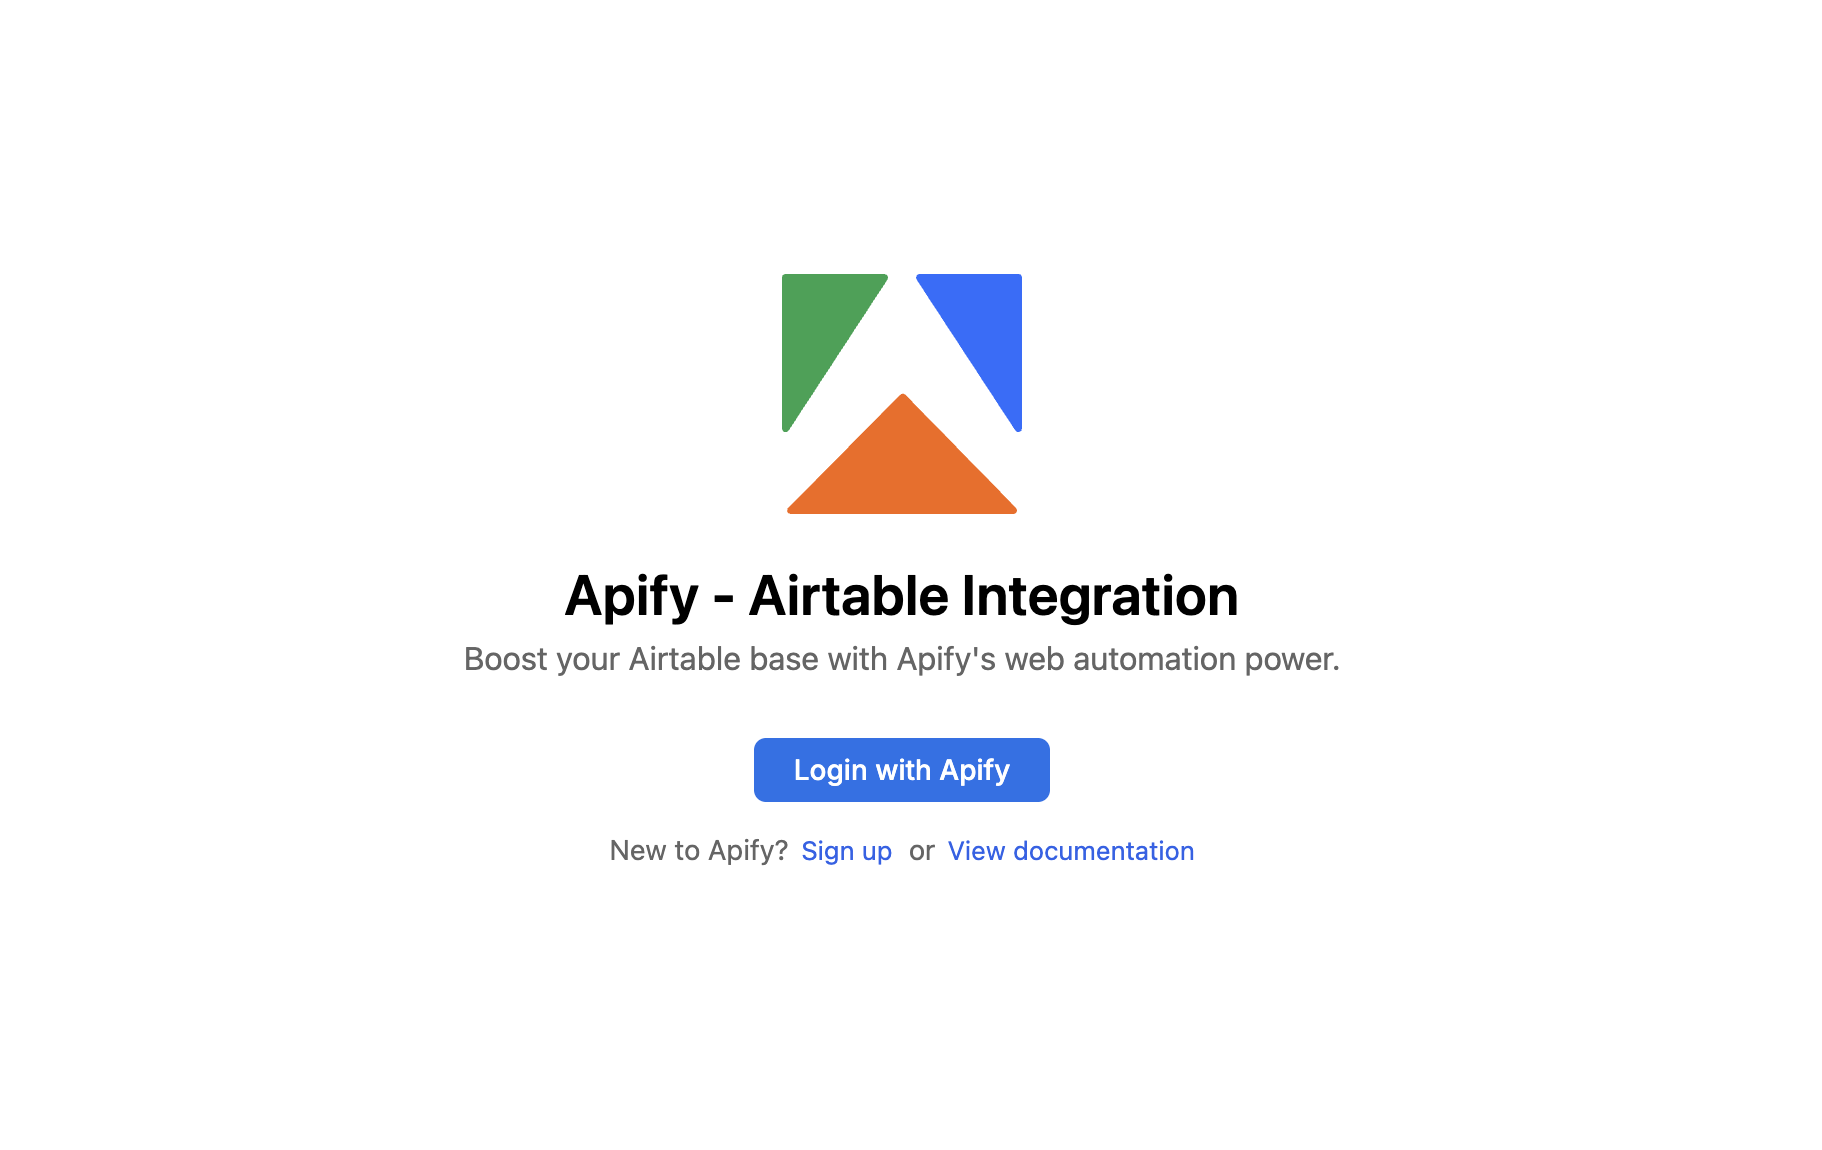 Apify - Airtable Integration
Boost your Airtable base with Apify's web automation power.
Login with Apify
New to Apify? Sign up or View documentation